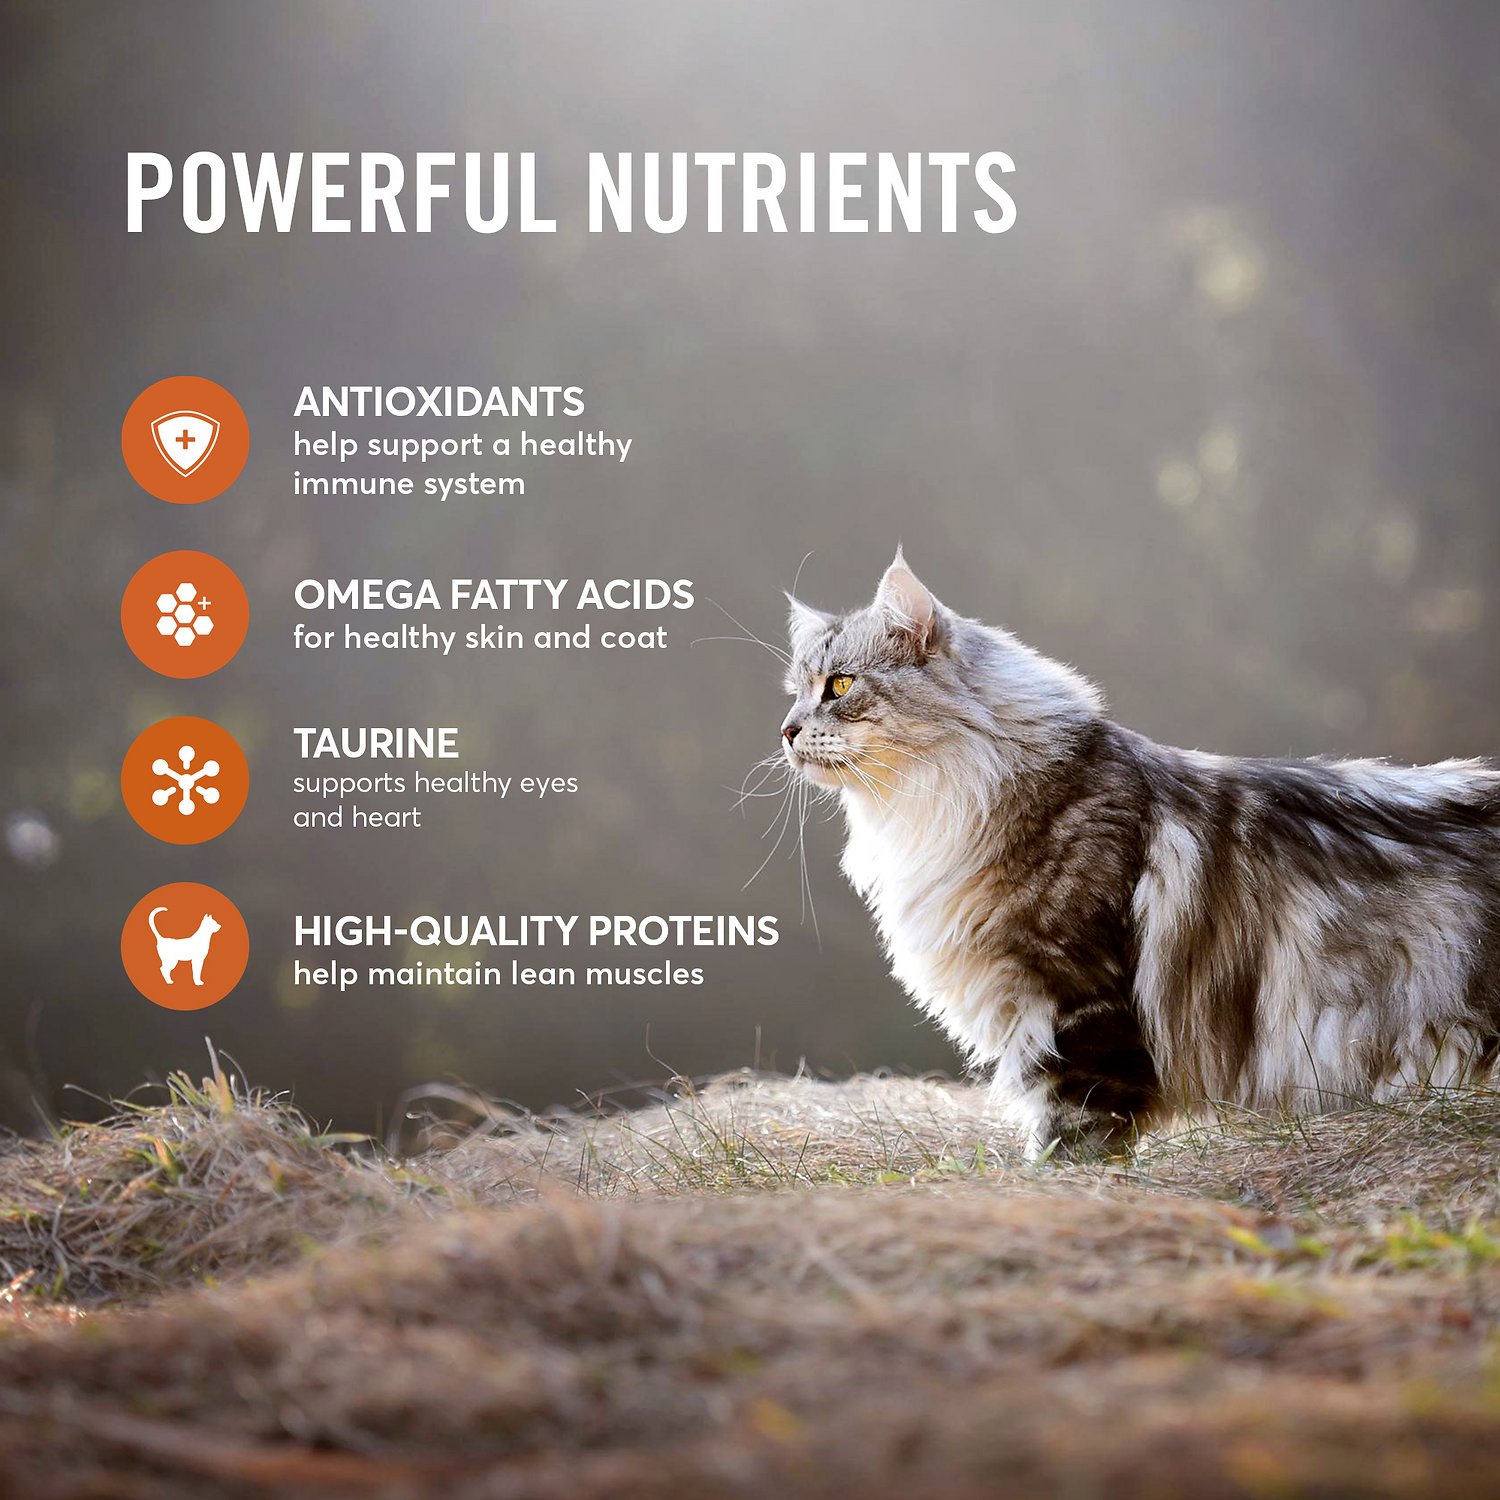 POWERFUL NUTRIENTS
ANTIOXIDANTS
help support a healthy
immune system
OMEGA FATTY ACIDS
for healthy skin and coat
TAURINE
supports healthy eyes
and heart
HIGH-QUALITY PROTEINS
help maintain lean muscles